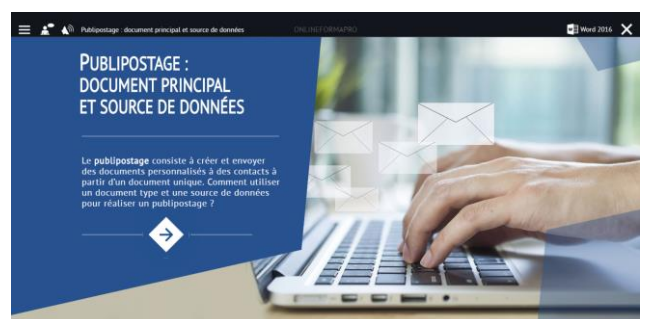 Publipostage : document principal et source de données
ONLINEFORMAPRO
Word 2016
PUBLIPOSTAGE :
DOCUMENT PRINCIPAL
ET SOURCE DE DONNÉES
Le publipostage consiste à créer et envoyer
des documents personnalisés à des contacts à
partir d'un document unique. Comment utiliser
un document type et une source de données
pour réaliser un publipostage ?